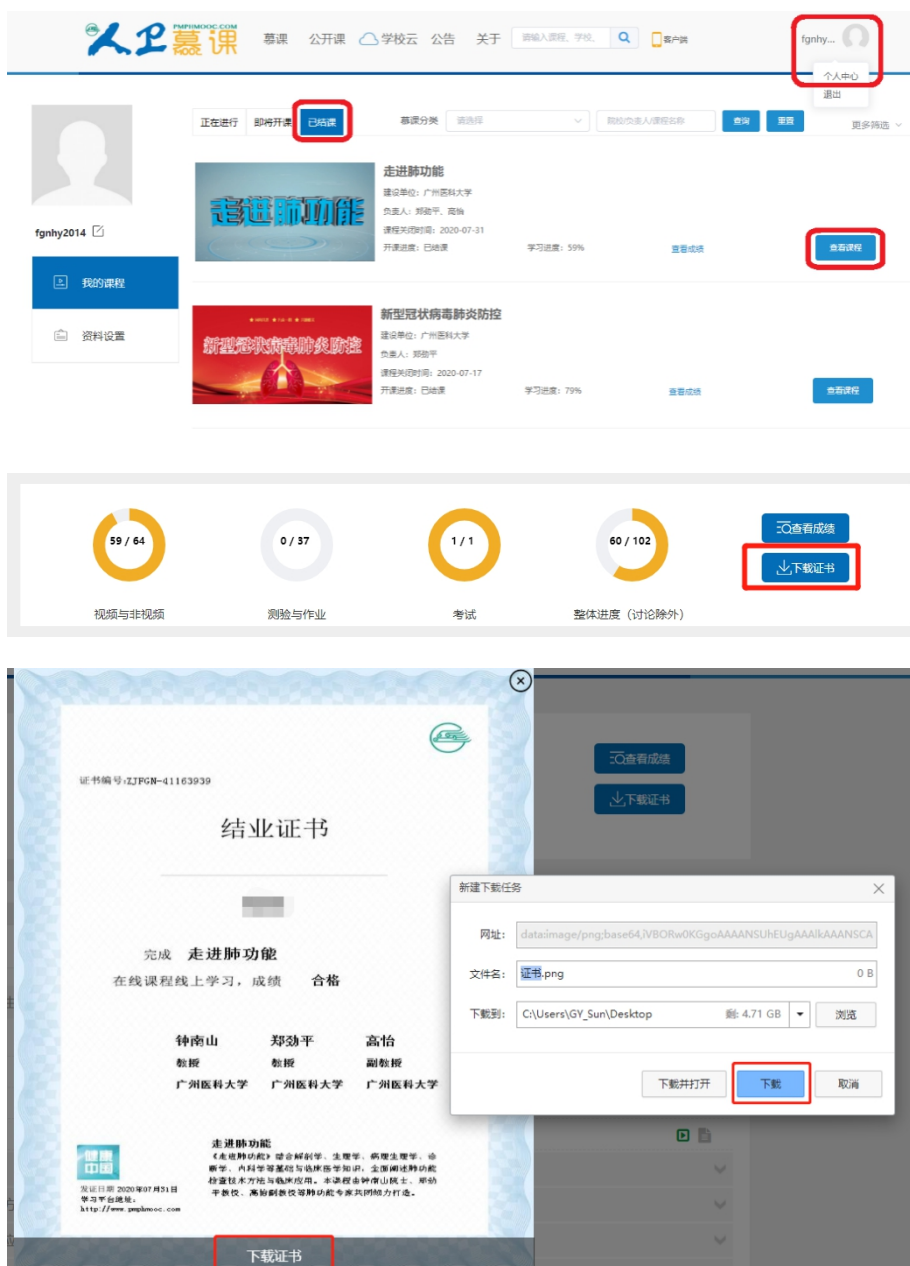 PMPHMOOC.COM
人卫慕课
慕课 公开课 学校云 公告 关于 请输入课程、学校、 客户端 fgnhy...
个人中心
退出
正在进行 即将开课 已结课 慕课分类 请选择 院校/负责人/课程名称 查询 重置 更多筛选
走进肺功能
走进肺功能
建设单位：广州医科大学
负责人：郑劲平、高怡
课程关闭时间：2020-07-31
开课进度：已结课 学习进度：59% 查看成绩 查看课程
fgnhy2014
我的课程
资料设置
新型冠状病毒肺炎防控
新型冠状病毒肺炎防控
建设单位：广州医科大学
负责人：郑劲平
课程关闭时间：2020-07-17
开课进度：已结课 学习进度：79% 查看成绩 查看课程
59 / 64 0 / 37 1 / 1 60 / 102
查看成绩
下载证书
视频与非视频 测验与作业 考试 整体进度（讨论除外）
证书编号:ZJFGN-41163939
结业证书
完成 走进肺功能
在线课程线上学习，成绩 合格
钟南山 郑劲平 高怡
教授 教授 副教授
广州医科大学 广州医科大学 广州医科大学
健康
中国
发证日期 2020年07月31日
学习平台地址:
http://www.pmphmooc.com
走进肺功能
《走进肺功能》结合解剖学、生理学、病理生理学、诊
断学、内科学等基础与临床医学知识，全面阐述肺功能
检查技术方法与临床应用。本课程由钟南山院士、郑劲
平教授、高怡副教授等肺功能专家共同倾力打造。
下载证书
查看成绩
下载证书
新建下载任务
网址： data:image/png;base64,iVBORw0KGgoAAAANSUhEUgAAAlkAAANSCA
文件名： 证书.png 0 B
下载到： C:\Users\GY_Sun\Desktop 剩: 4.71 GB 浏览
下载并打开 下载 取消